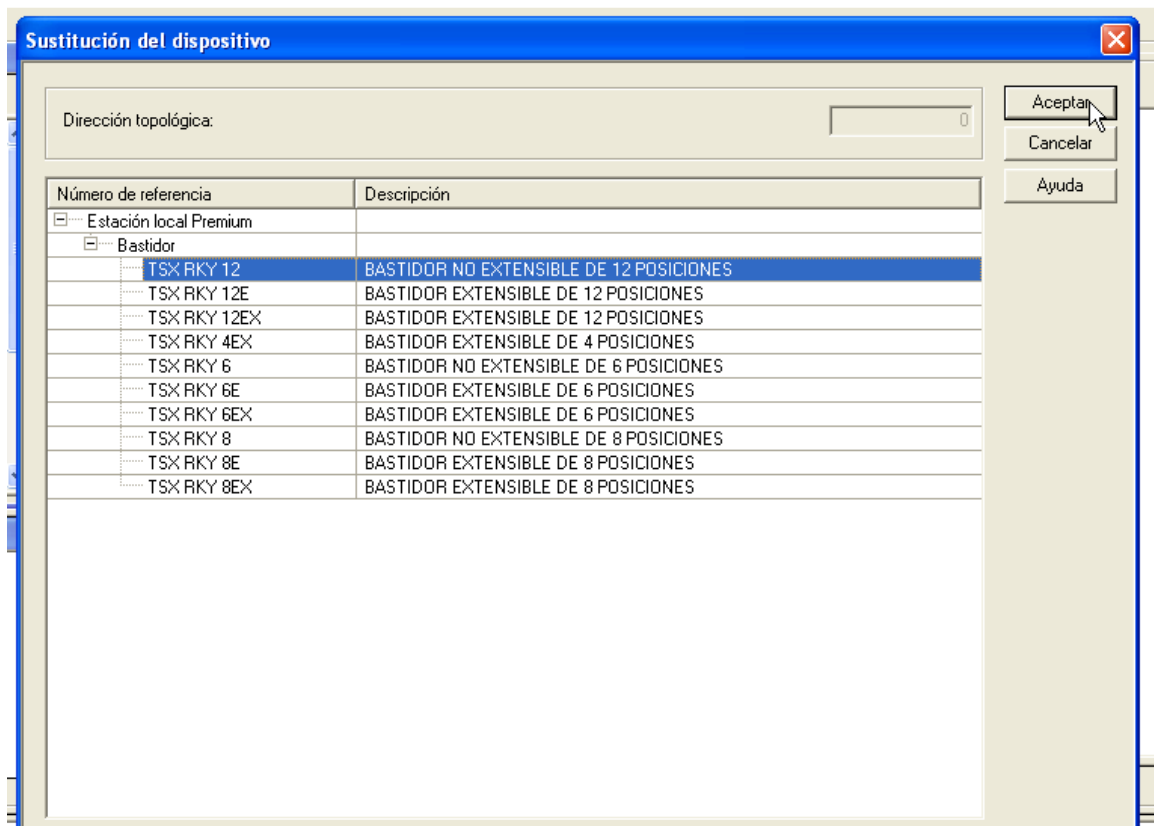 Sustitución del dispositivo
Dirección topológica: 0
Aceptar
Cancelar
Ayuda
Número de referencia Descripción
Estación local Premium
Bastidor
TSX RKY 12 BASTIDOR NO EXTENSIBLE DE 12 POSICIONES
TSX RKY 12E BASTIDOR EXTENSIBLE DE 12 POSICIONES
TSX RKY 12EX BASTIDOR EXTENSIBLE DE 12 POSICIONES
TSX RKY 4EX BASTIDOR EXTENSIBLE DE 4 POSICIONES
TSX RKY 6 BASTIDOR NO EXTENSIBLE DE 6 POSICIONES
TSX RKY 6E BASTIDOR EXTENSIBLE DE 6 POSICIONES
TSX RKY 6EX BASTIDOR EXTENSIBLE DE 6 POSICIONES
TSX RKY 8 BASTIDOR NO EXTENSIBLE DE 8 POSICIONES
TSX RKY 8E BASTIDOR EXTENSIBLE DE 8 POSICIONES
TSX RKY 8EX BASTIDOR EXTENSIBLE DE 8 POSICIONES